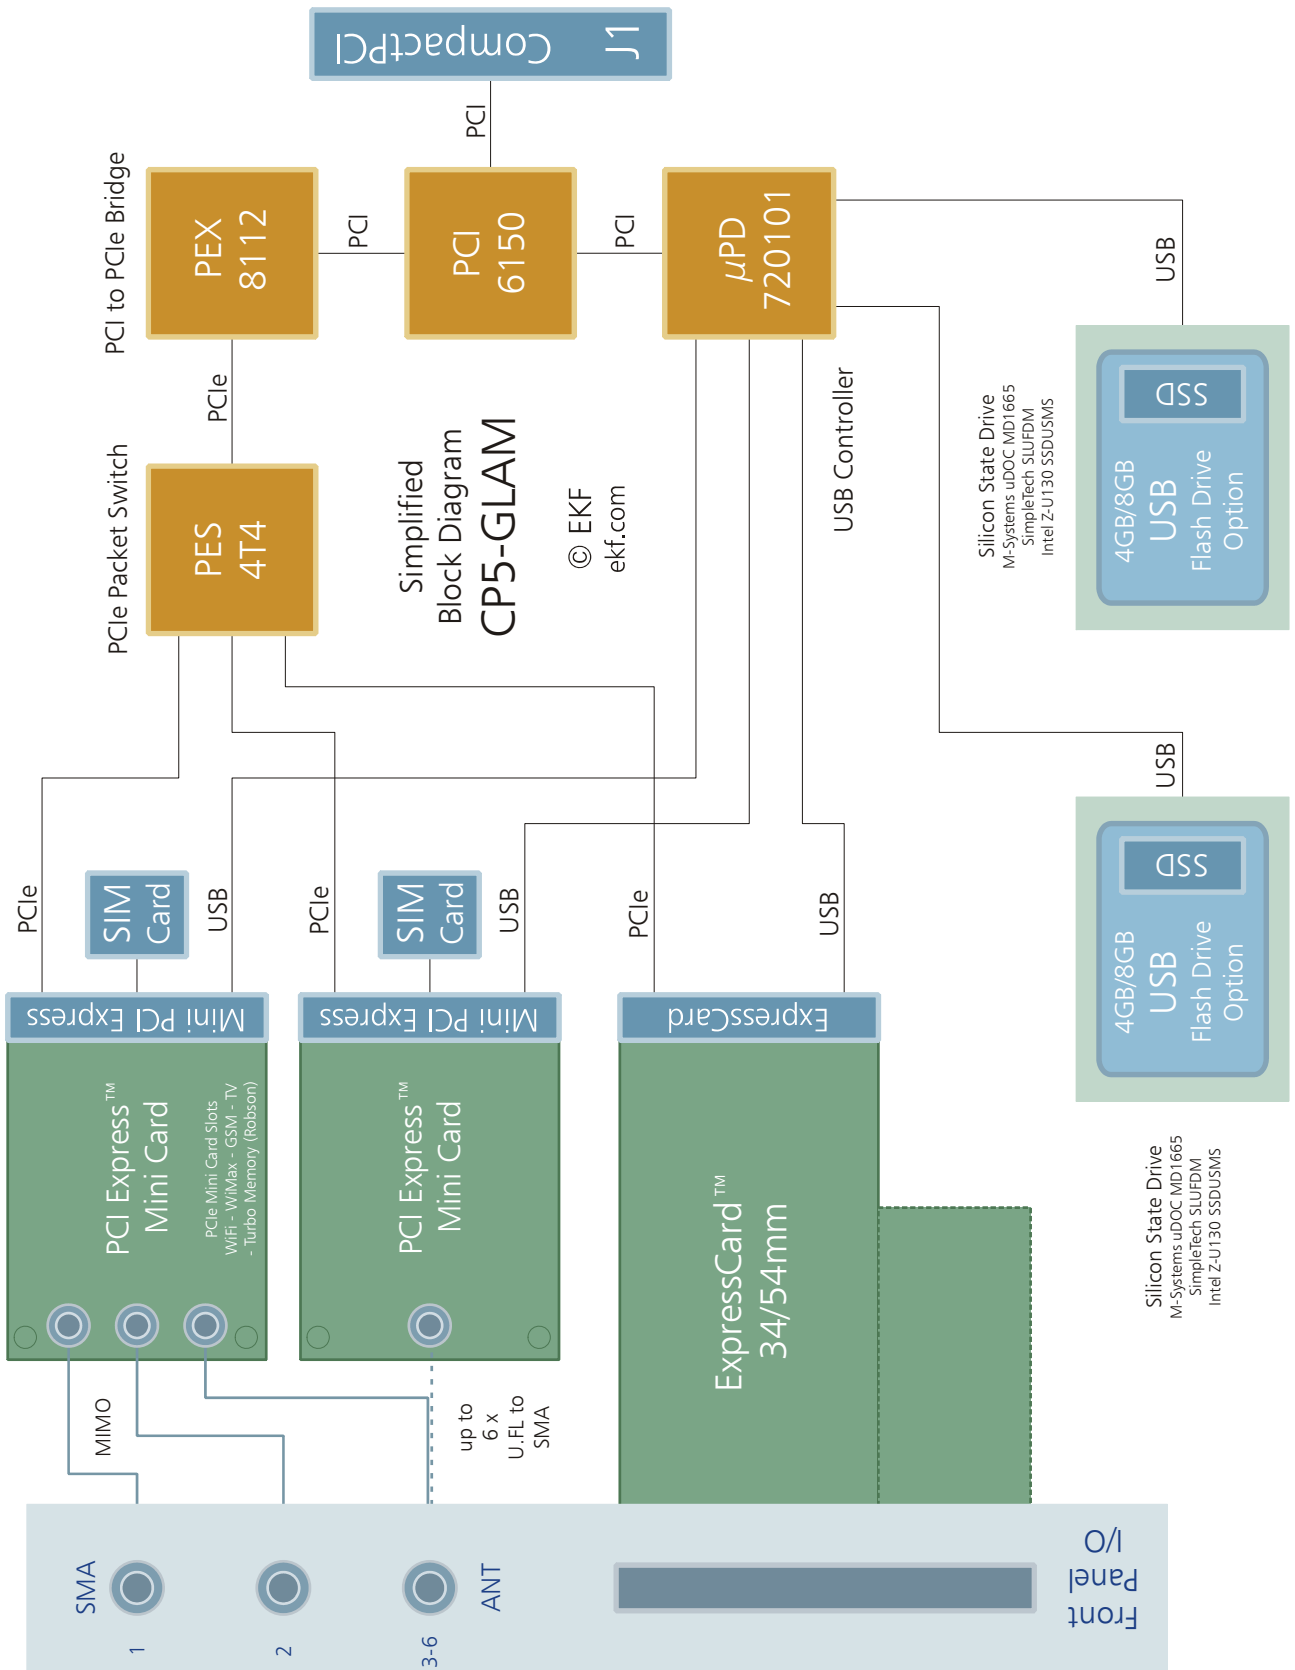 CompactPCI J1
PCI
PCI to PCIe Bridge
PEX
8112
PCI
PCI
6150
PCI
µPD
720101
USB Controller
USB
PCIe
PCIe Packet Switch
PES
4T4
Simplified
Block Diagram
CP5-GLAM
© EKF
ekf.com
Silicon State Drive
M-Systems uDOC MD1665
SimpleTech SLUFDM
Intel Z-U130 SSDUSMS
SSD
4GB/8GB
USB
Flash Drive
Option
USB
SSD
4GB/8GB
USB
Flash Drive
Option
Silicon State Drive
M-Systems uDOC MD1665
SimpleTech SLUFDM
Intel Z-U130 SSDUSMS
PCIe
SIM
Card
USB
PCIe
SIM
Card
USB
PCIe
USB
Mini PCI Express
PCI Express™
Mini Card
PCIe Mini Card Slots
WiFi - WiMax - GSM - TV
- Turbo Memory (Robson)
Mini PCI Express
PCI Express™
Mini Card
ExpressCard
ExpressCard™
34/54mm
MIMO
up to
6 x
U.FL to
SMA
SMA
1
2
3-6
ANT
Front
Panel
I/O